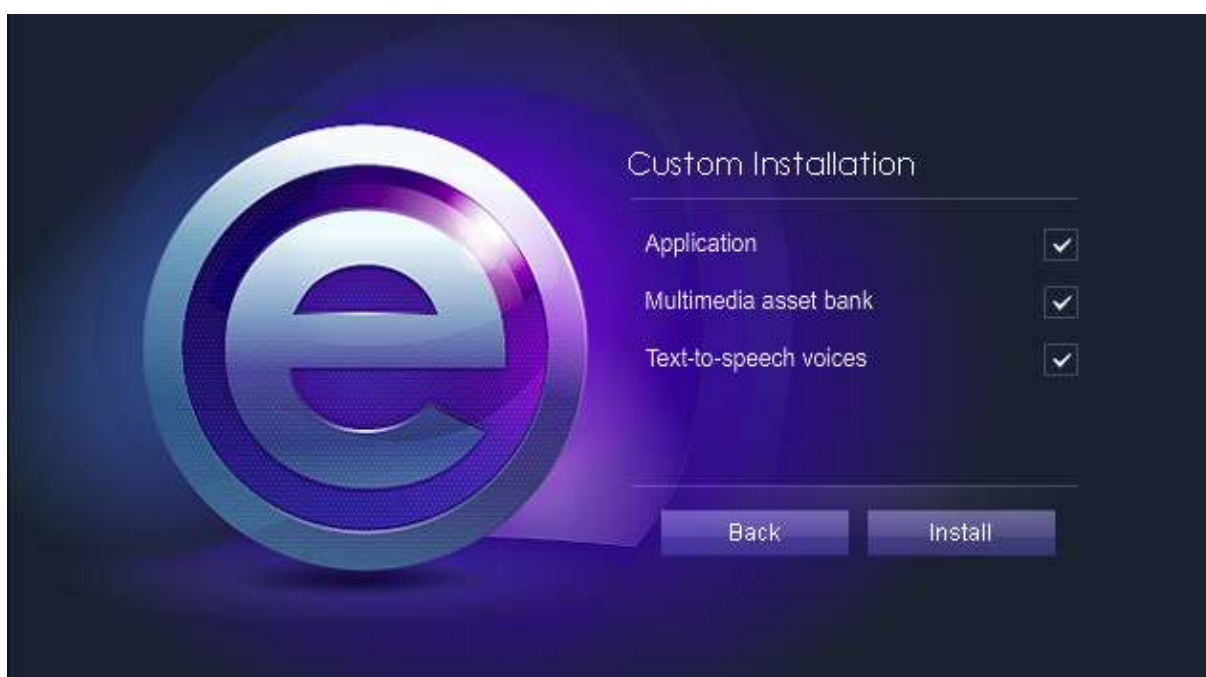 e
Custom Installation
Application
Multimedia asset bank
Text-to-speech voices
Back
Install